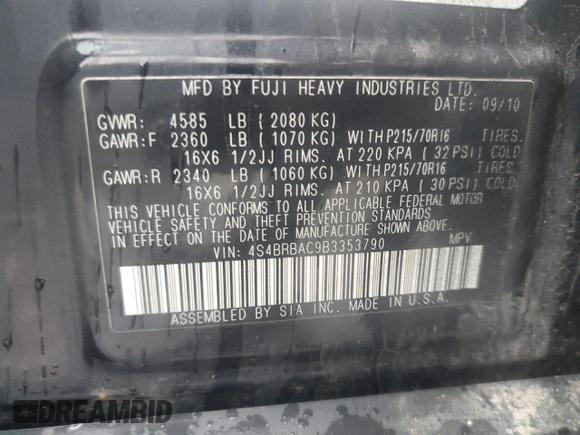 MFD BY FUJI HEAVY INDUSTRIES LTD.
DATE: 09/10
GVWR: 4585 LB ( 2080 KG)
GAWR:F 2360 LB ( 1070 KG) WITH P215/70R16 TIRES.
16X6 1/2JJ RIMS. AT 220 KPA ( 32 PSI) COLD
GAWR:R 2340 LB ( 1060 KG) WITH P215/70R16 TIRES.
16X6 1/2JJ RIMS. AT 210 KPA ( 30 PSI) COLD.
THIS VEHICLE CONFORMS TO ALL APPLICABLE FEDERAL MOTOR
VEHICLE SAFETY AND THEFT PREVENTION STANDARDS
IN EFFECT ON THE DATE OF MANUFACTURE SHOWN ABOVE.
VIN: 4S4BRBAC9B3353790 MPV
ASSEMBLED BY SIA INC. MADE IN U.S.A.
DREAMBID